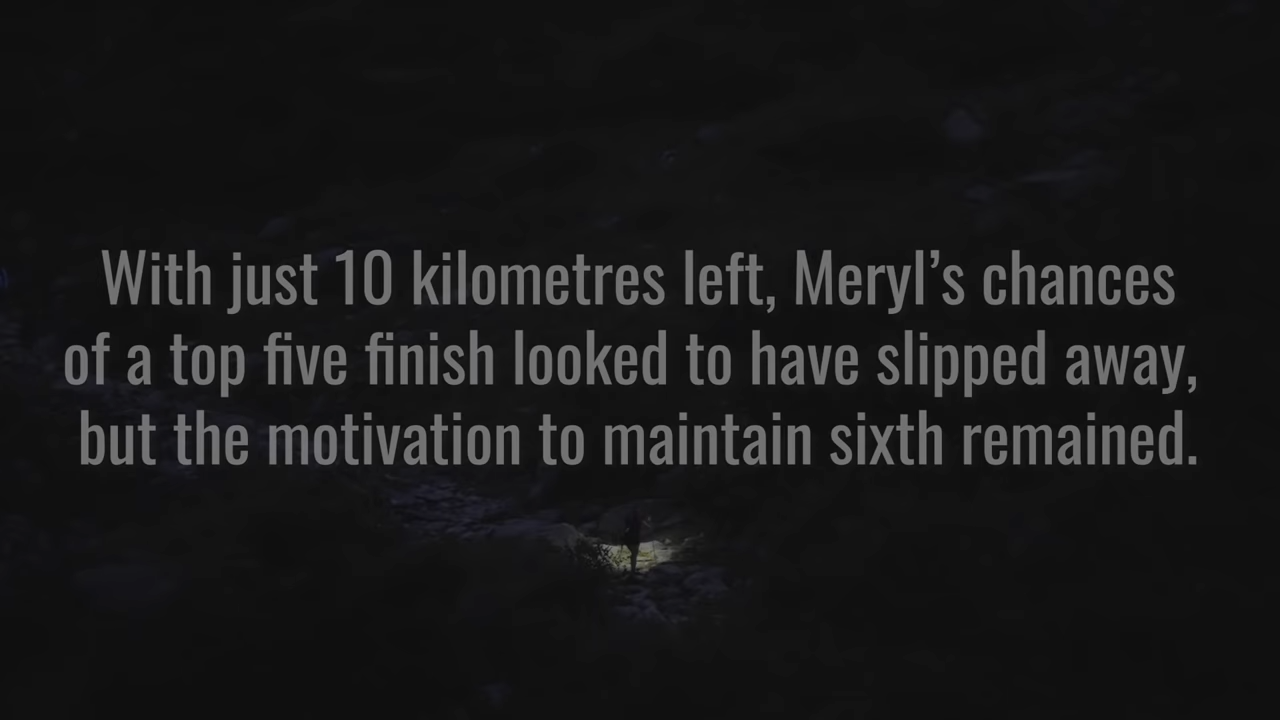 With just 10 kilometres left, Meryl’s chances
of a top five finish looked to have slipped away,
but the motivation to maintain sixth remained.